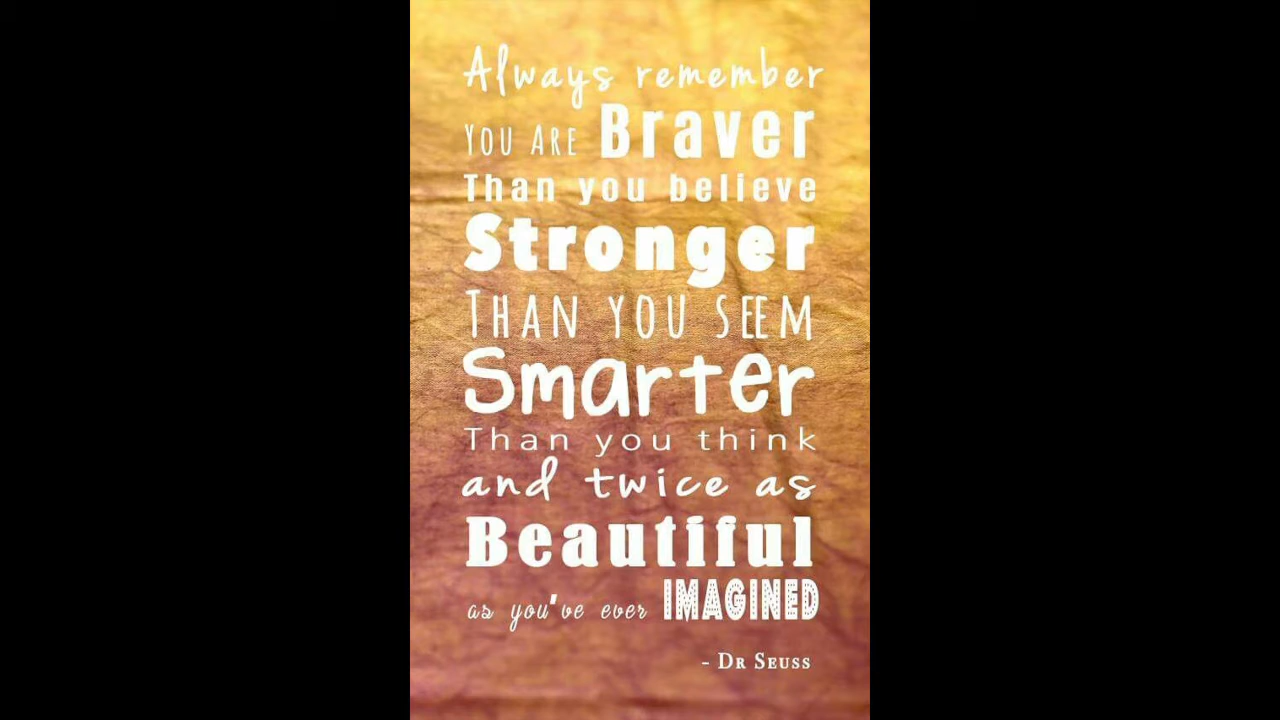 Always remember
You Are Braver
Than you believe
Stronger
Than you seem
Smarter
Than you think
and twice as
Beautiful
as you've ever IMAGINED
- Dr Seuss